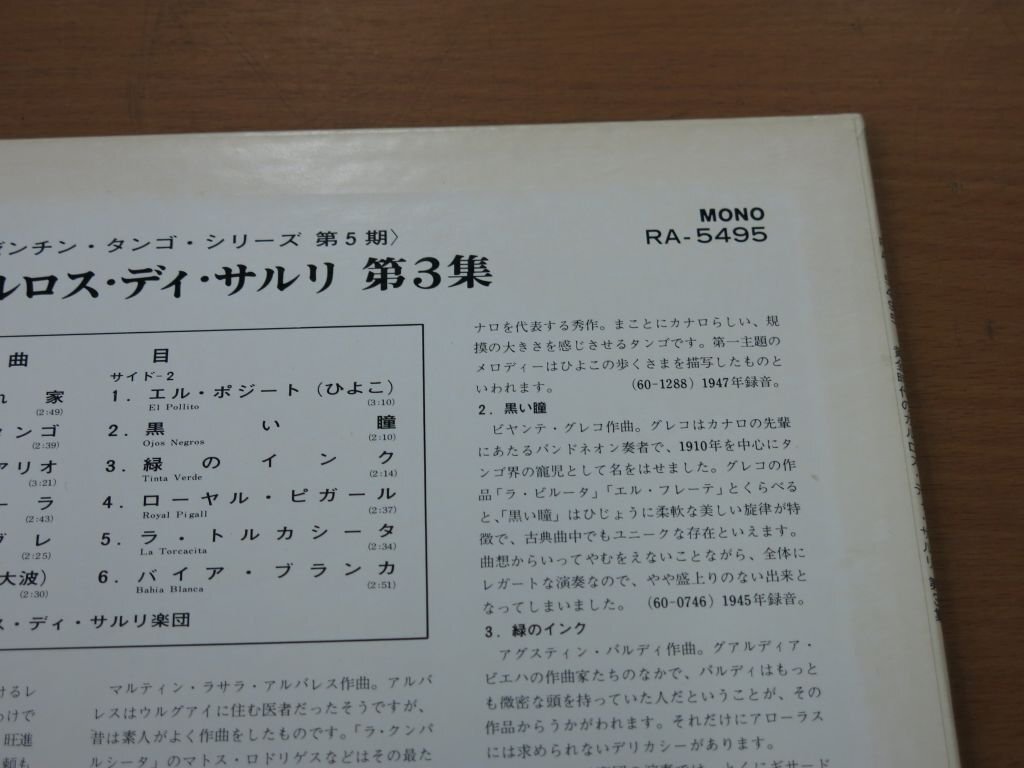 MONO
RA-5495
ゼンチン・タンゴ・シリーズ 第5期〉
ルロス・ディ・サルリ 第3集
曲目
れ家
(2:49)
タンゴ
(2:39)
アリオ
(3:21)
ーラ
(2:43)
ヴレ
(2:25)
大波)
(2:30)
サイド-2
1. エル・ポジート(ひよこ)
El Pollito (3:10)
2. 黒い瞳
Ojos Negros (2:10)
3. 緑のインク
Tinta Verde (2:14)
4. ローヤル・ピガール
Royal Pigall (2:37)
5. ラ・トルカシータ
La Torcacita (2:34)
6. バイア・ブランカ
Bahia Blanca (2:51)
ス・ディ・サルリ楽団
けるレ
わけで
旺進
頼も
マルティン・ラサラ・アルバレス作曲。アルバ
レスはウルグアイに住む医者だったそうですが、
昔は素人がよく作曲をしたものです。「ラ・クンパ
ルシータ」のマトス・ロドリゲスなどはその最た
ナロを代表する秀作。まことにカナロらしい、規
摸の大きさを感じさせるタンゴです。第一主題の
メロディーはひよこの歩くさまを描写したものと
いわれます。 (60-1288) 1947年録音。
2. 黒い瞳
ビヤンテ・グレコ作曲。グレコはカナロの先輩
にあたるバンドネオン奏者で、1910年を中心にタ
ンゴ界の寵児として名をはせました。グレコの作
品「ラ・ビルータ」「エル・フレーテ」とくらべる
と、「黒い瞳」はひじょうに柔軟な美しい旋律が特
徴で、古典曲中でもユニークな存在といえます。
曲想からいってやむをえないことながら、全体に
レガートな演奏なので、やや盛上りのない出来と
なってしまいました。 (60-0746) 1945年録音。
3. 緑のインク
アグスティン・バルディ作曲。グアルディア・
ビエハの作曲家たちのなかで、バルディはもっと
も微密な頭を持っていた人だということが、その
作品からうかがわれます。それだけにアローラス
には求められないデリカシーがあります。